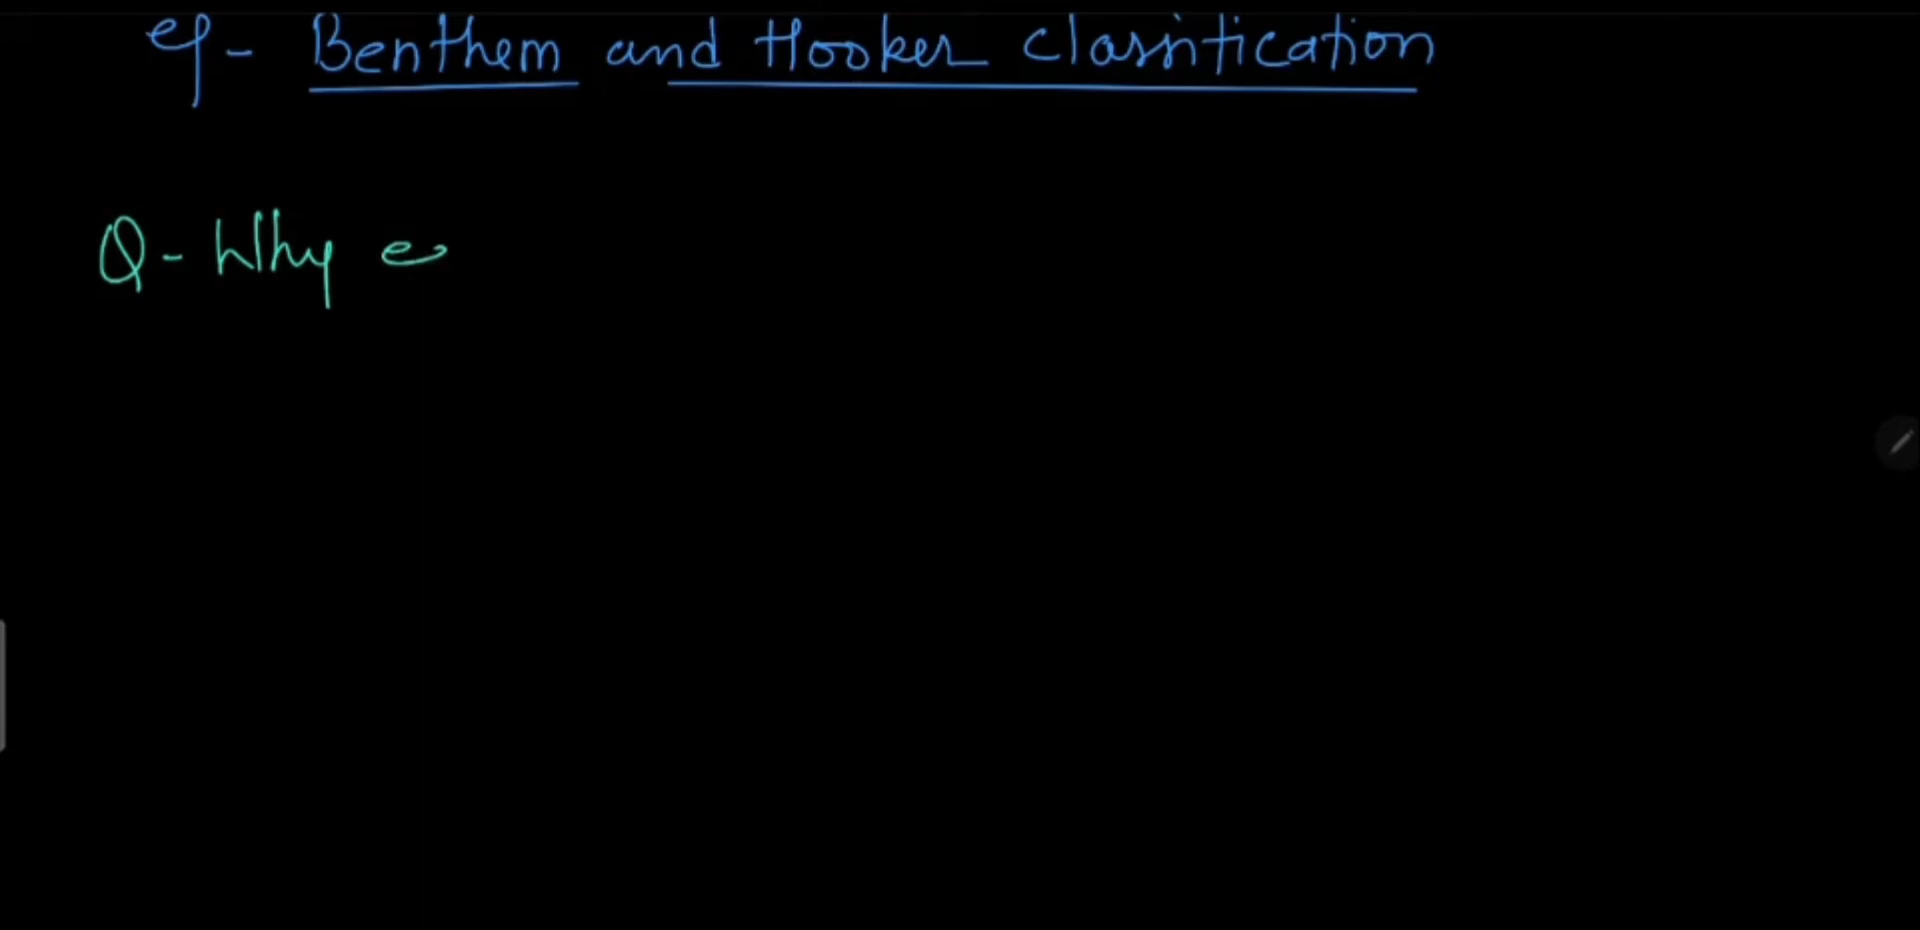 eg- Benthem and Hooker classification
Q- Why e